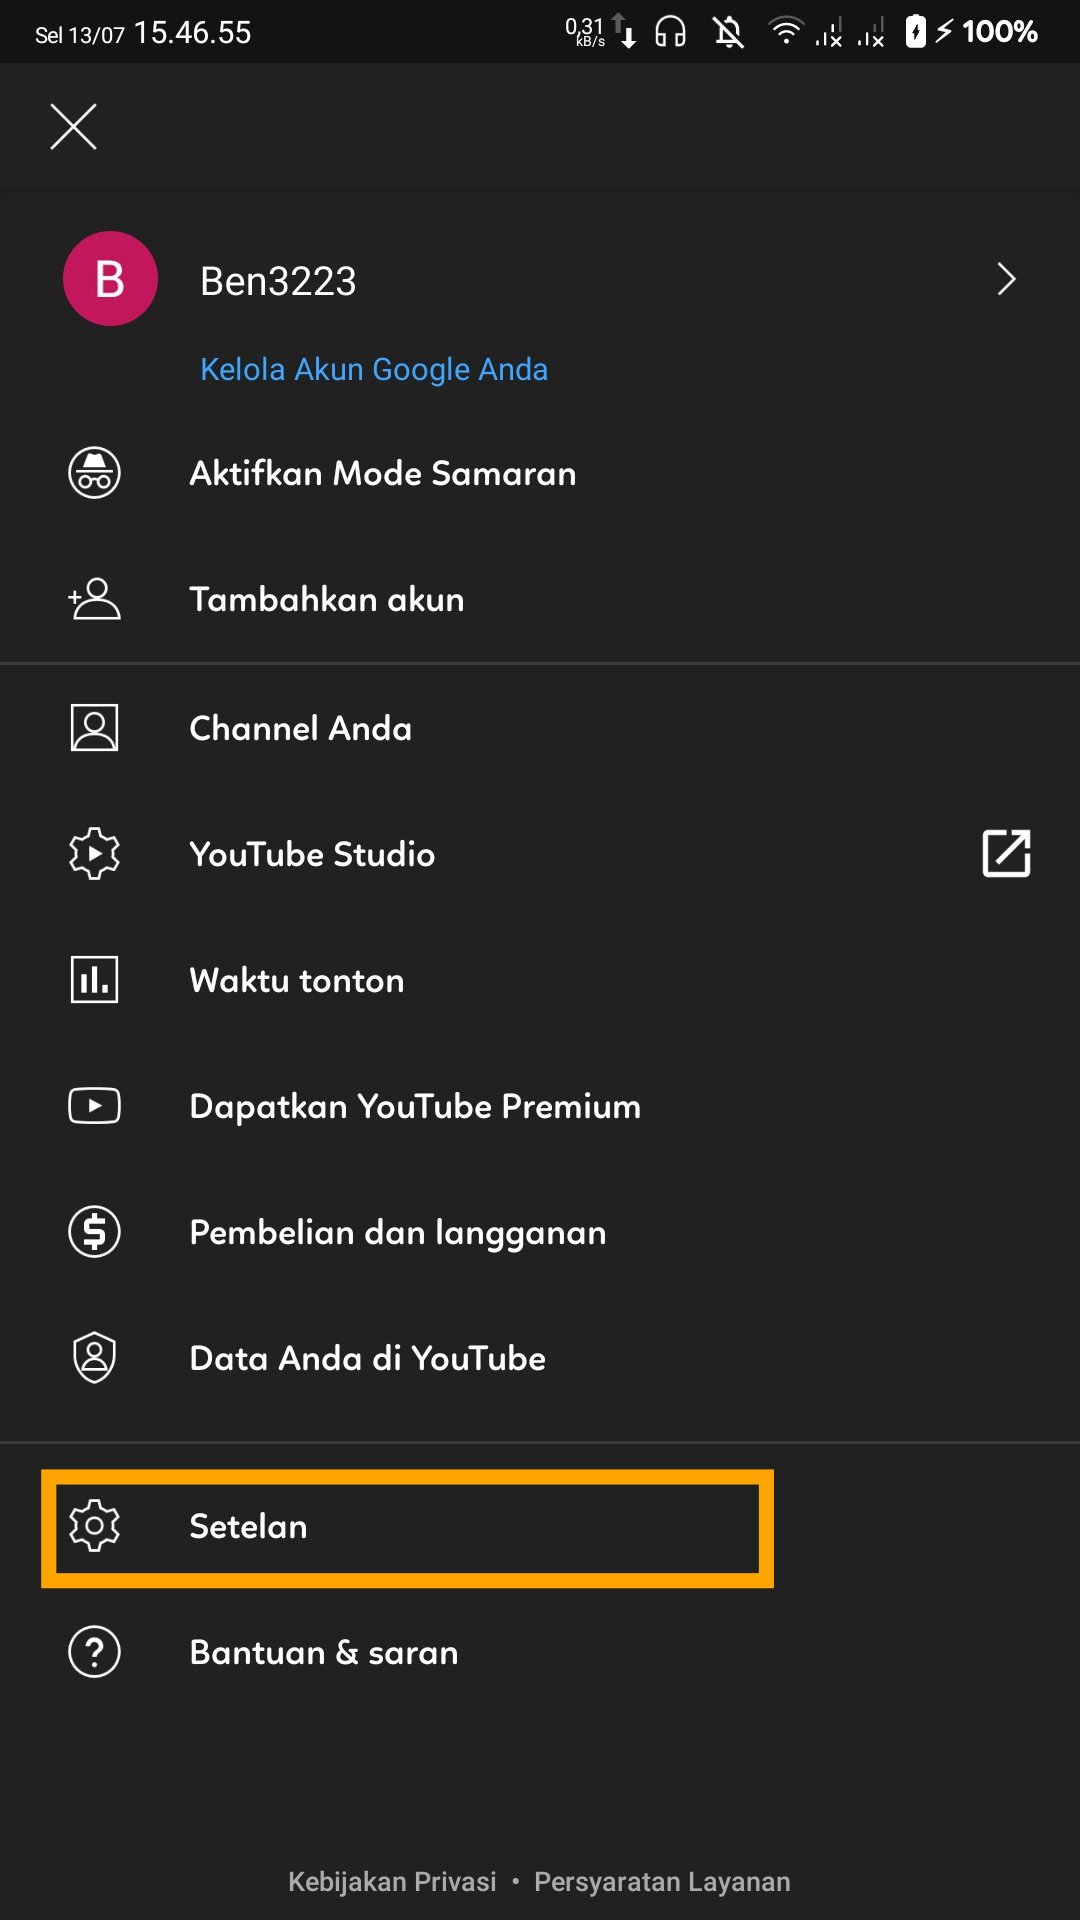 Sel 13/07 15.46.55 0,31 kB/s 100%
B Ben3223
Kelola Akun Google Anda
Aktifkan Mode Samaran
Tambahkan akun
Channel Anda
YouTube Studio
Waktu tonton
Dapatkan YouTube Premium
Pembelian dan langganan
Data Anda di YouTube
Setelan
Bantuan & saran
Kebijakan Privasi • Persyaratan Layanan